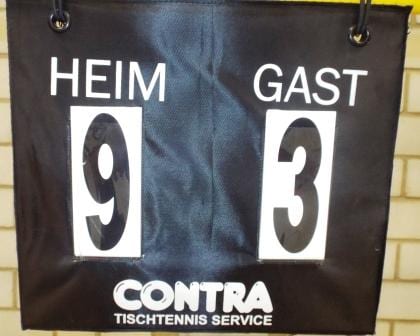 HEIM GAST
9 3
CONTRA
TISCHTENNIS SERVICE